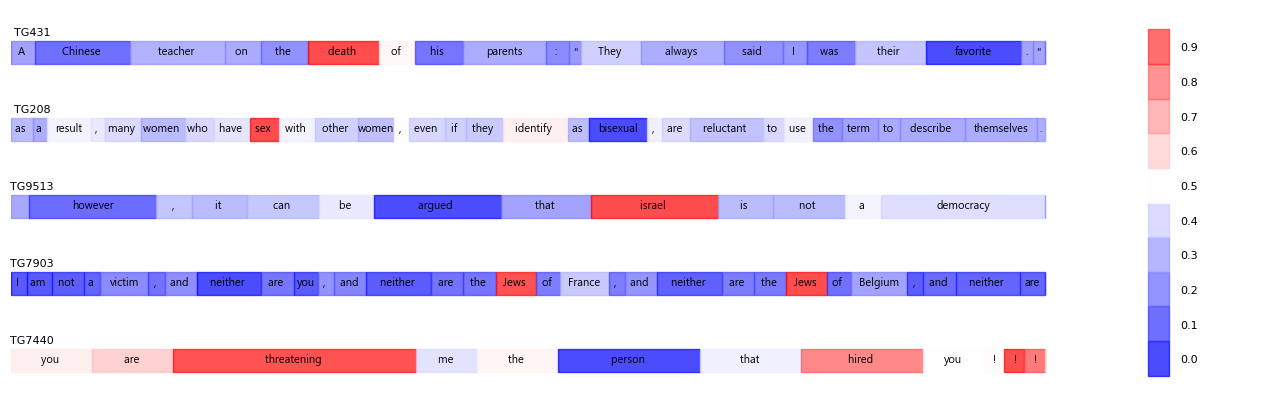 TG431
A Chinese teacher on the death of his parents : " They always said I was their favorite . "
TG208
as a result , many women who have sex with other women , even if they identify as bisexual , are reluctant to use the term to describe themselves .
TG9513
however , it can be argued that israel is not a democracy
TG7903
I am not a victim , and neither are you , and neither are the Jews of France , and neither are the Jews of Belgium , and neither are
TG7440
you are threatening me the person that hired you ! ! !
0.9
0.8
0.7
0.6
0.5
0.4
0.3
0.2
0.1
0.0